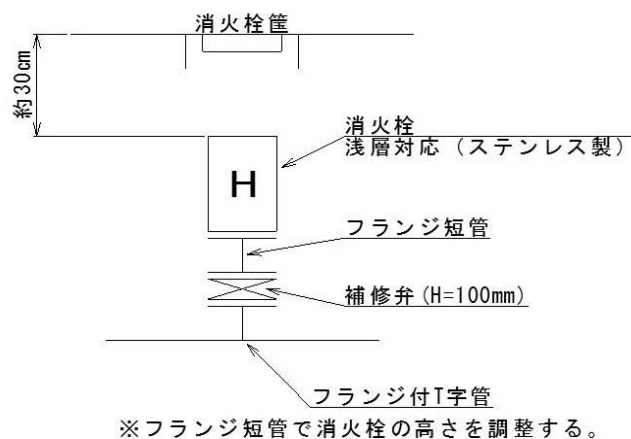 消火栓筐
約30cm
消火栓
浅層対応（ステンレス製）
H
フランジ短管
補修弁(H=100mm)
フランジ付T字管
※フランジ短管で消火栓の高さを調整する。